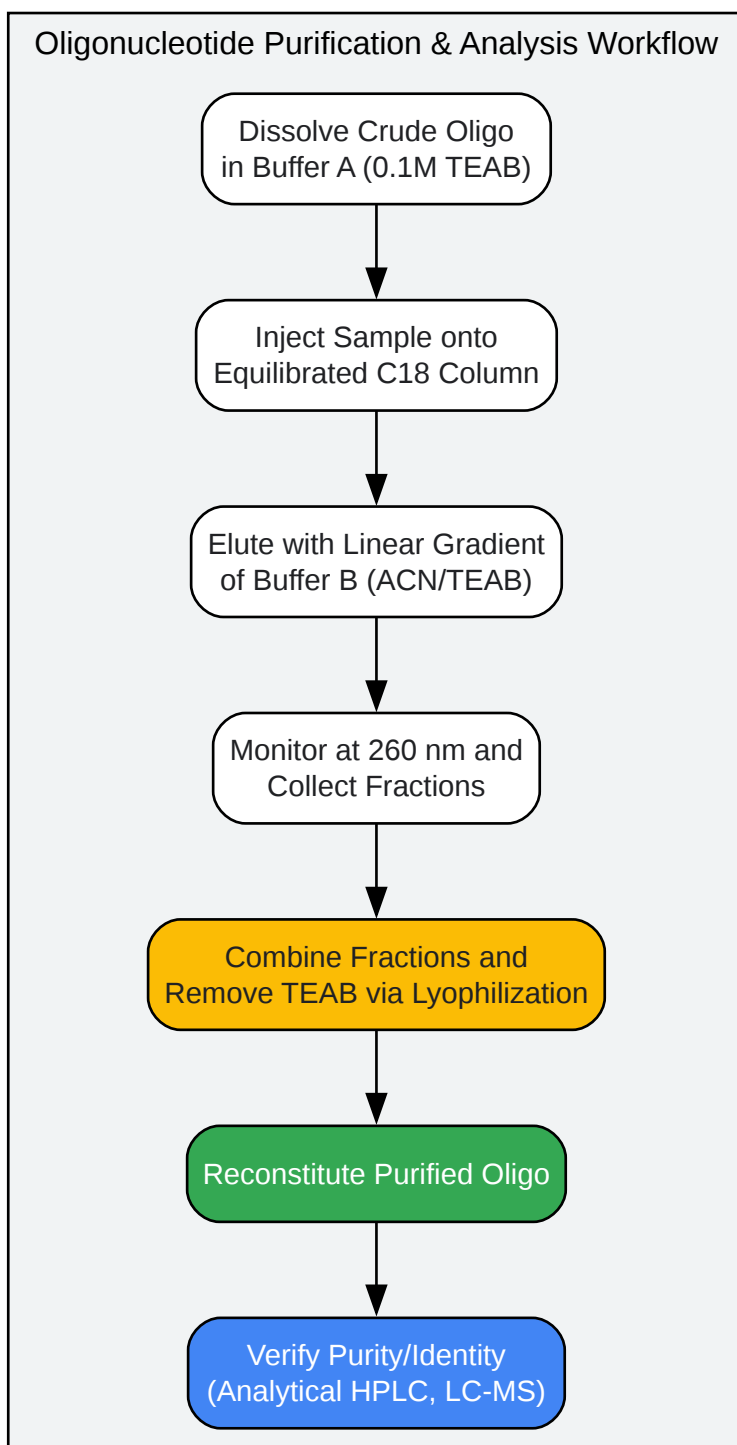 Oligonucleotide Purification & Analysis Workflow
Dissolve Crude Oligo
in Buffer A (0.1M TEAB)
Inject Sample onto
Equilibrated C18 Column
Elute with Linear Gradient
of Buffer B (ACN/TEAB)
Monitor at 260 nm and
Collect Fractions
Combine Fractions and
Remove TEAB via Lyophilization
Reconstitute Purified Oligo
Verify Purity/Identity
(Analytical HPLC, LC-MS)